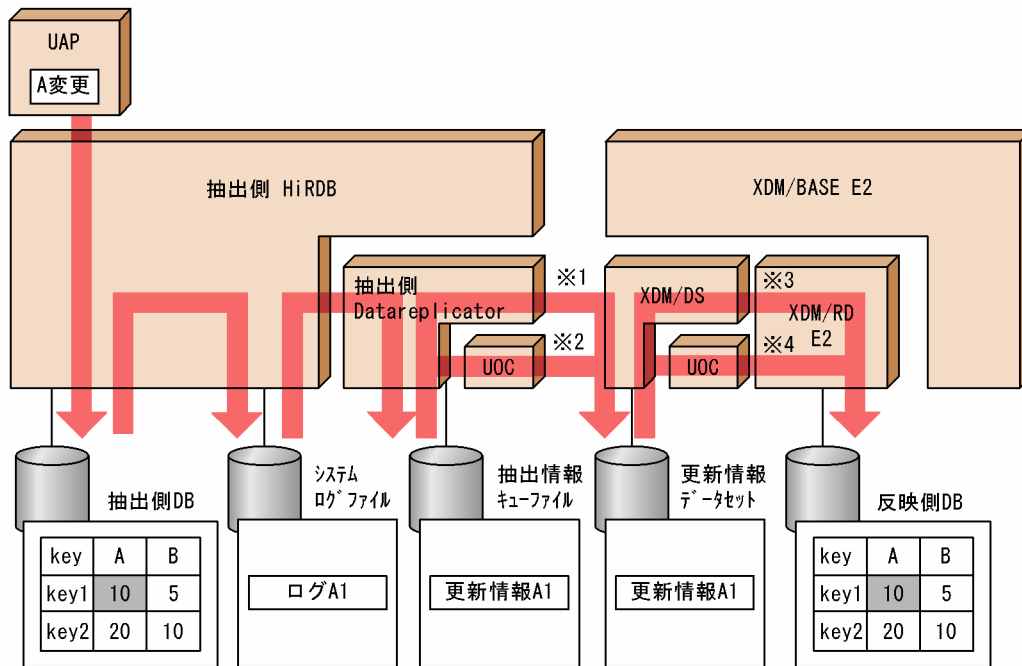 UAP
A変更
抽出側 HiRDB
XDM/BASE E2
抽出側
Datareplicator
※1
※2
UOC
XDM/DS
※3
XDM/RD
E2
※4
UOC
抽出側DB
システム
ログファイル
抽出情報
キューファイル
更新情報
データセット
反映側DB
key A B
key1 10 5
key2 20 10
ログA1
更新情報A1
更新情報A1
key A B
key1 10 5
key2 20 10